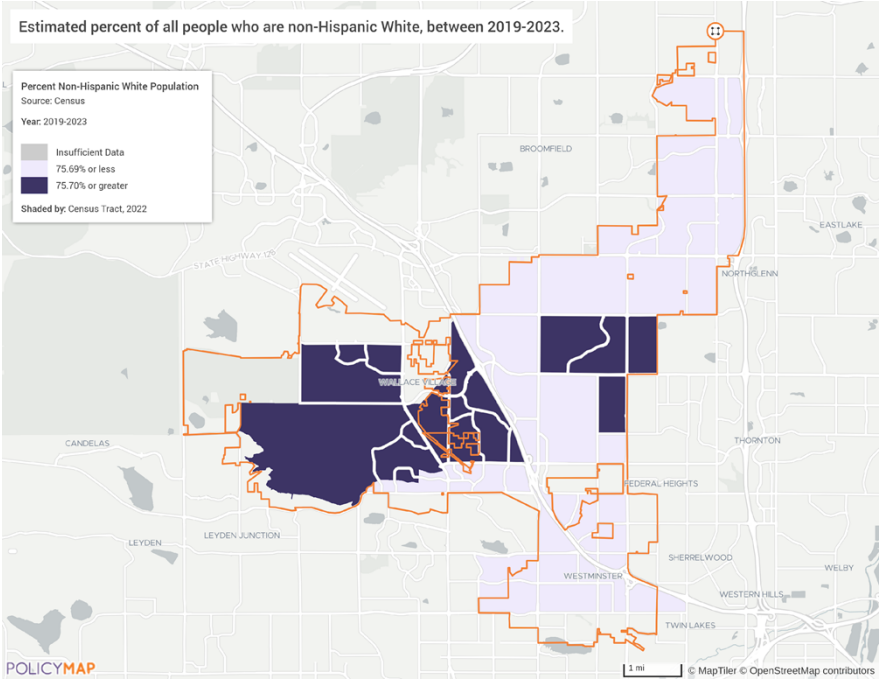 Estimated percent of all people who are non-Hispanic White, between 2019-2023.
Percent Non-Hispanic White Population
Source: Census
Year: 2019-2023
Insufficient Data
75.69% or less
75.70% or greater
Shaded by: Census Tract, 2022
BROOMFIELD
EASTLAKE
STATE HIGHWAY 128
NORTHGLENN
WALLACE VILLAGE
CANDELAS
THORNTON
FEDERAL HEIGHTS
LEYDEN JUNCTION
LEYDEN
SHERRELWOOD
WELBY
WESTMINSTER
WESTERN HILLS
TWIN LAKES
POLICYMAP
1 mi
© MapTiler © OpenStreetMap contributors